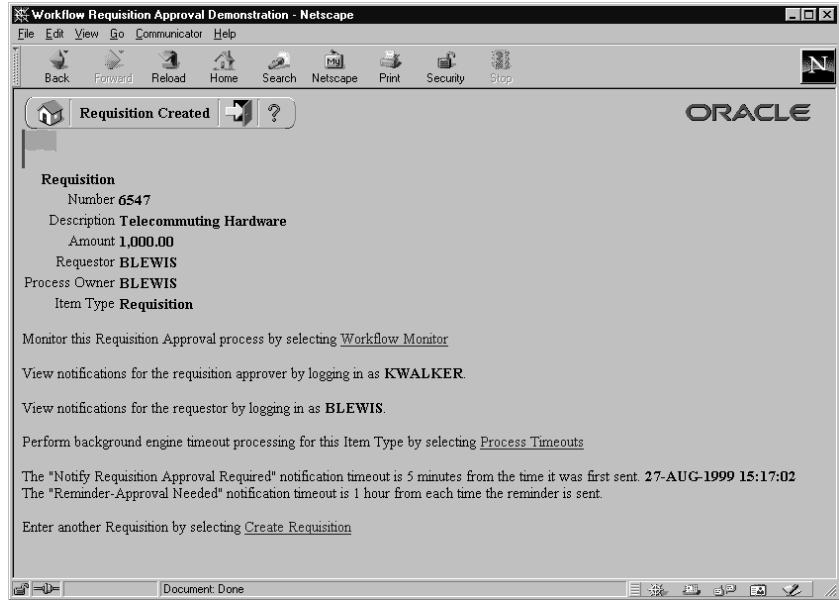 Workflow Requisition Approval Demonstration - Netscape
File Edit View Go Communicator Help
Back Forward Reload Home Search Netscape Print Security Stop
My
N
Requisition Created ?
ORACLE
Requisition
Number 6547
Description Telecommuting Hardware
Amount 1,000.00
Requestor BLEWIS
Process Owner BLEWIS
Item Type Requisition
Monitor this Requisition Approval process by selecting Workflow Monitor
View notifications for the requisition approver by logging in as KWALKER.
View notifications for the requestor by logging in as BLEWIS.
Perform background engine timeout processing for this Item Type by selecting Process Timeouts
The "Notify Requisition Approval Required" notification timeout is 5 minutes from the time it was first sent. 27-AUG-1999 15:17:02
The "Reminder-Approval Needed" notification timeout is 1 hour from each time the reminder is sent.
Enter another Requisition by selecting Create Requisition
Document: Done